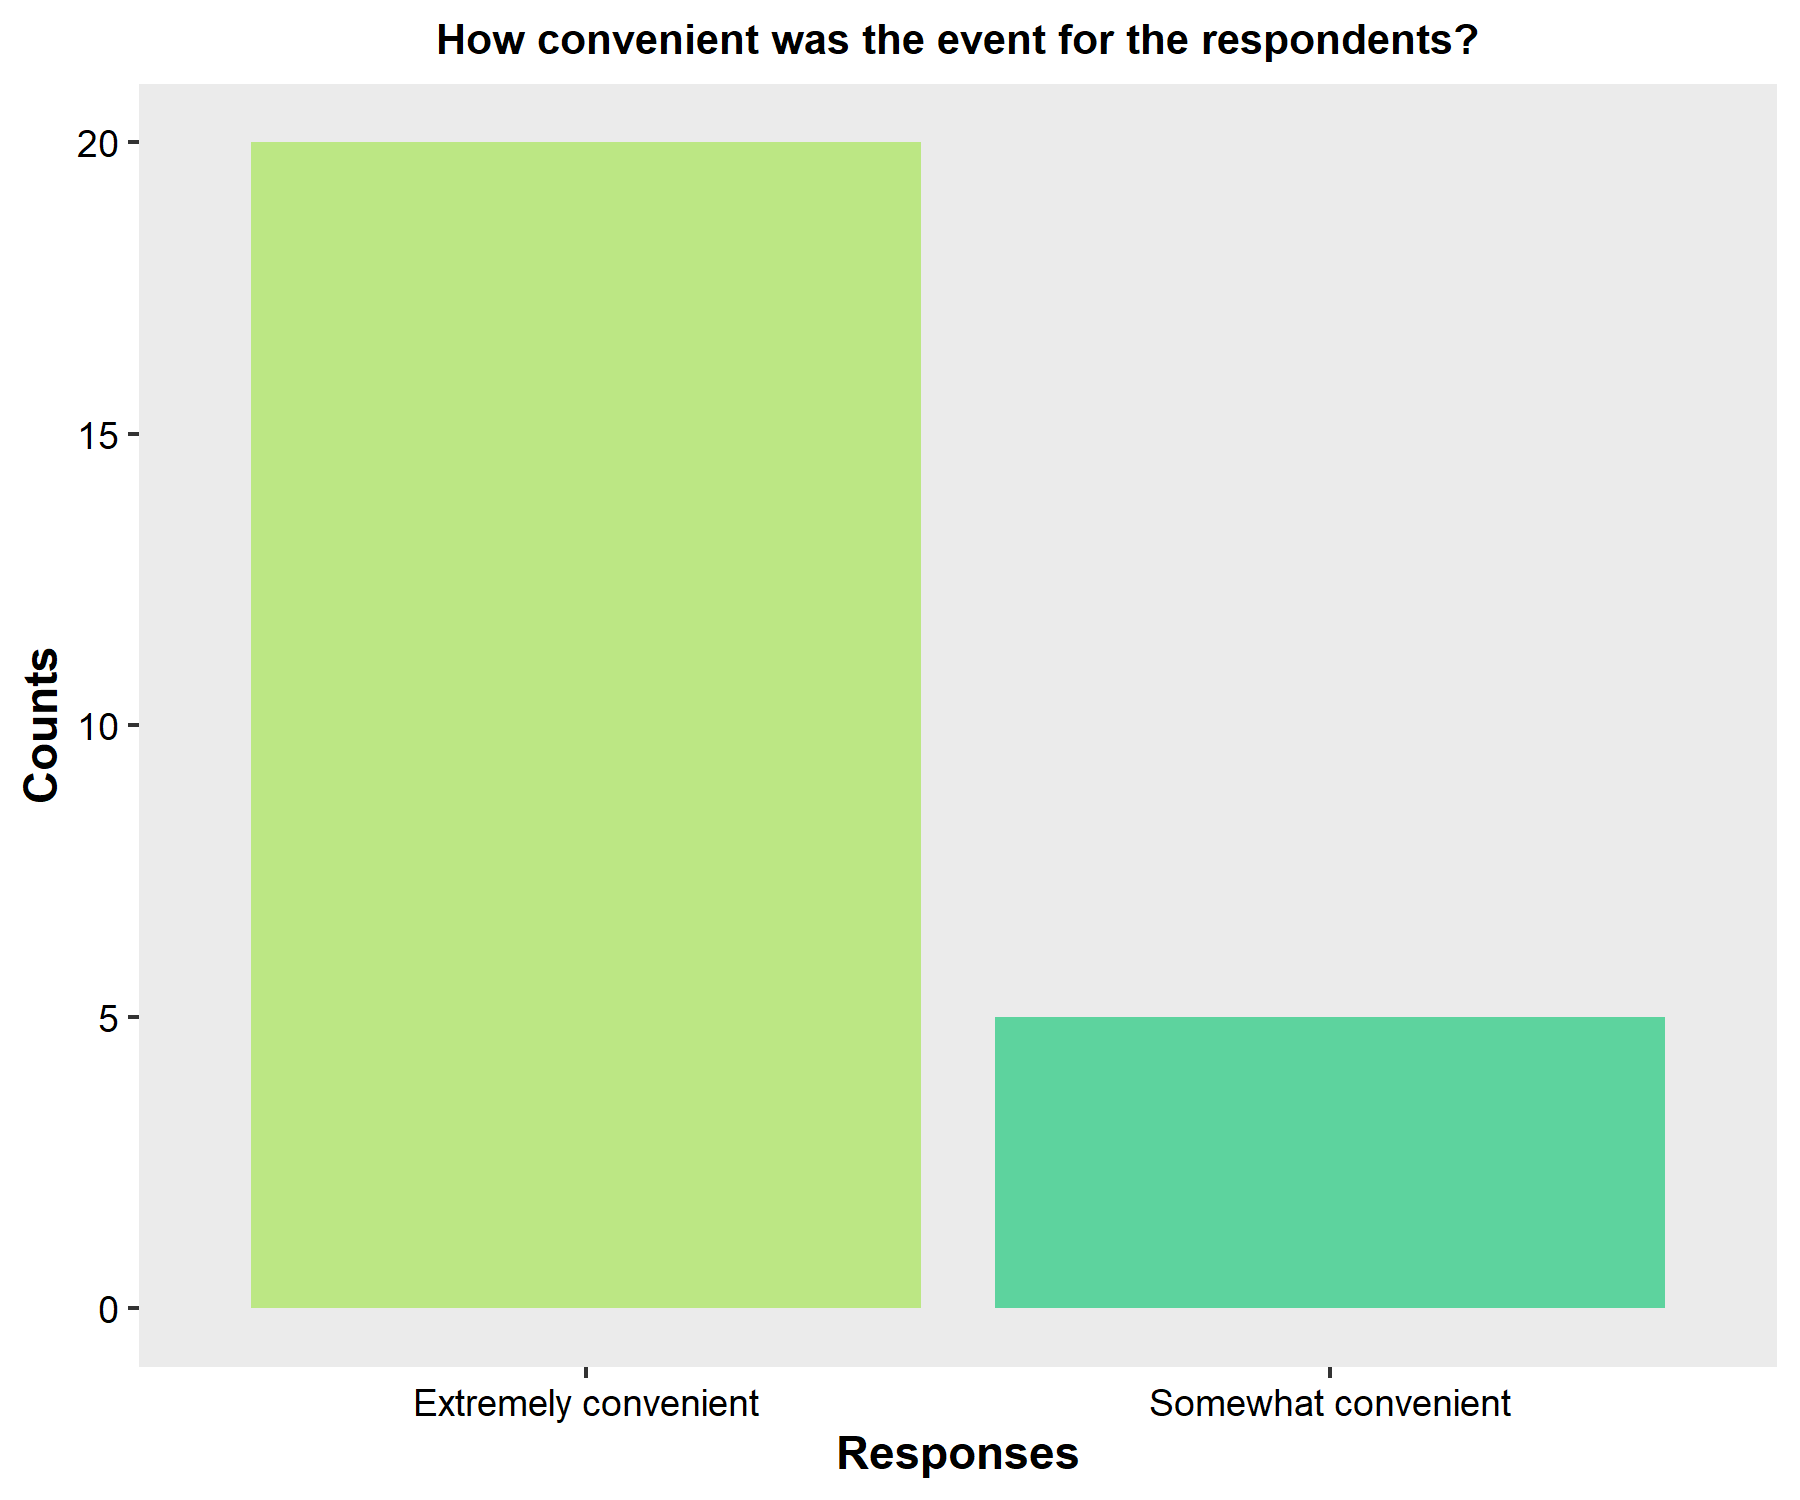 How convenient was the event for the respondents?
20
15
10
5
0
Counts
Extremely convenient
Somewhat convenient
Responses